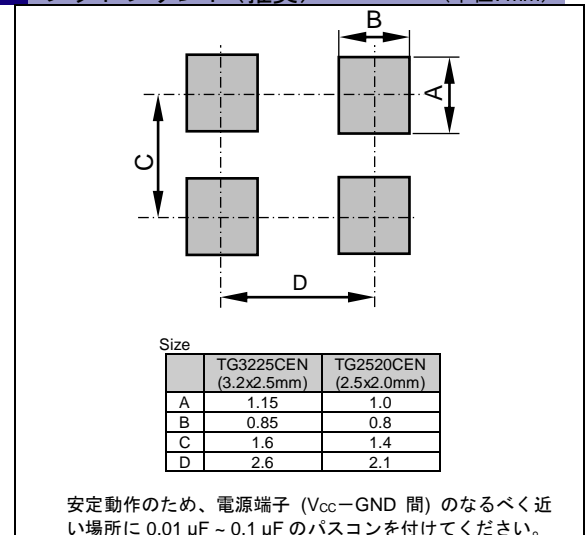 B
A
C
D
Size
TG3225CEN TG2520CEN
(3.2x2.5mm) (2.5x2.0mm)
A 1.15 1.0
B 0.85 0.8
C 1.6 1.4
D 2.6 2.1
安定動作のため、電源端子 (Vcc－GND 間) のなるべく近
い場所に 0.01 µF ~ 0.1 µF のパスコンを付けてください。